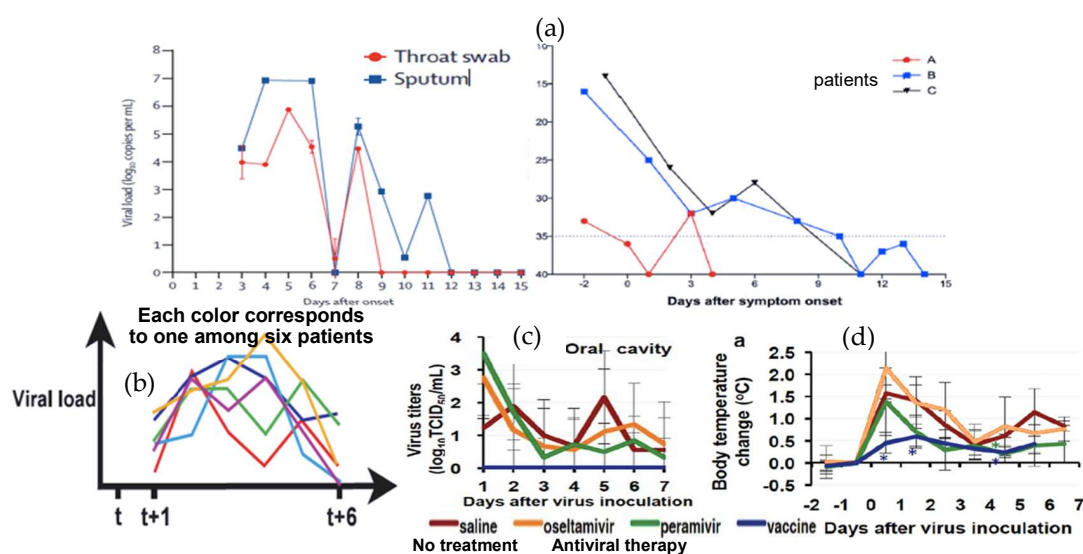 (a)
8
7
6
5
4
3
2
1
0
Viral load (log10 copies per mL)
Throat swab
Sputum
0 1 2 3 4 5 6 7 8 9 10 11 12 13 14 15
Days after onset
10
15
20
25
30
35
40
patients
A
B
C
-2 0 3 6 9 12 15
Days after symptom onset
Each color corresponds
to one among six patients
(b)
Viral load
t t+1 t+6
(c)
Oral cavity
4
3
2
1
0
Virus titers
(log10TCID50/mL)
1 2 3 4 5 6 7
Days after virus inoculation
a
(d)
2.5
2.0
1.5
1.0
0.5
0.0
-0.5
Body temperature
change (°C)
* * * *
-2 -1 0 1 2 3 4 5 6 7
Days after virus inoculation
saline oseltamivir peramivir vaccine
No treatment Antiviral therapy